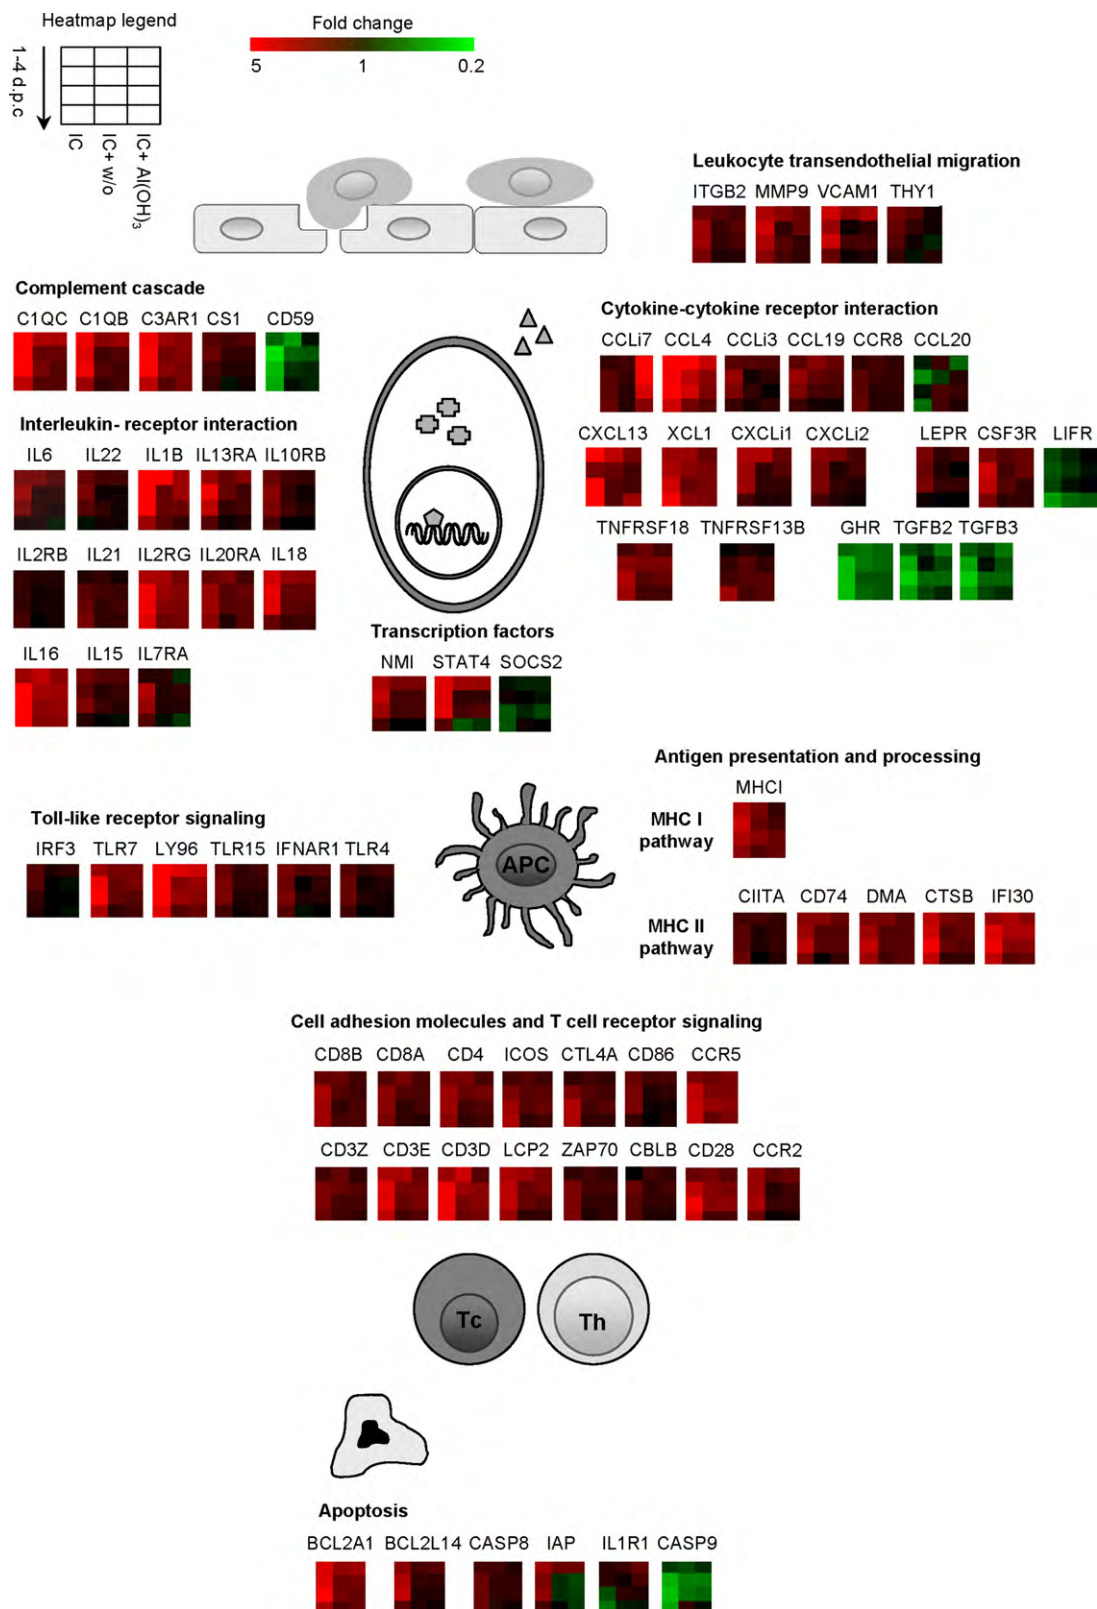 Heatmap legend
1-4 d.p.c
IC
IC+ w/o
IC+ Al(OH)3
Fold change
5 1 0.2
Leukocyte transendothelial migration
ITGB2 MMP9 VCAM1 THY1
Complement cascade
C1QC C1QB C3AR1 CS1 CD59
Cytokine-cytokine receptor interaction
CCLi7 CCL4 CCLi3 CCL19 CCR8 CCL20
CXCL13 XCL1 CXCLi1 CXCLi2 LEPR CSF3R LIFR
TNFRSF18 TNFRSF13B GHR TGFB2 TGFB3
Interleukin- receptor interaction
IL6 IL22 IL1B IL13RA IL10RB
IL2RB IL21 IL2RG IL20RA IL18
IL16 IL15 IL7RA
Transcription factors
NMI STAT4 SOCS2
Antigen presentation and processing
MHCI
MHC I
pathway
CIITA CD74 DMA CTSB IFI30
MHC II
pathway
Toll-like receptor signaling
IRF3 TLR7 LY96 TLR15 IFNAR1 TLR4
APC
Cell adhesion molecules and T cell receptor signaling
CD8B CD8A CD4 ICOS CTL4A CD86 CCR5
CD3Z CD3E CD3D LCP2 ZAP70 CBLB CD28 CCR2
Tc Th
Apoptosis
BCL2A1 BCL2L14 CASP8 IAP IL1R1 CASP9